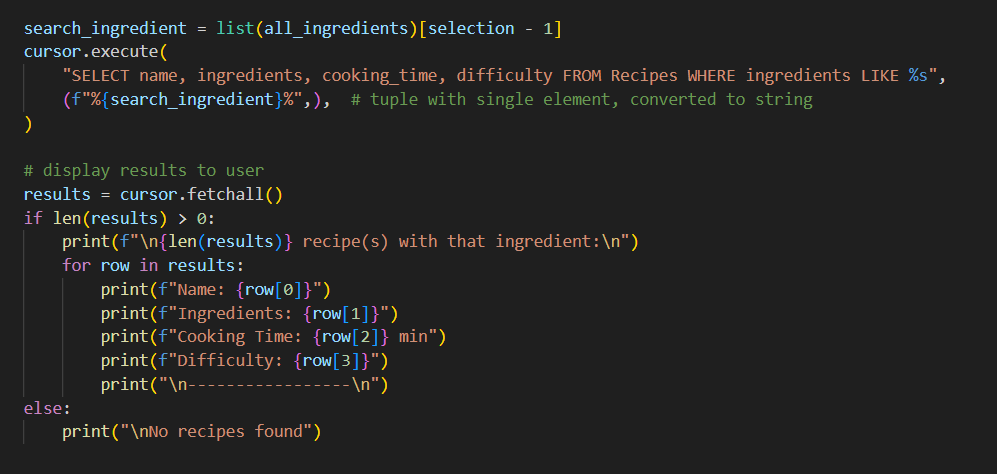 search_ingredient = list(all_ingredients)[selection - 1]
cursor.execute(
    "SELECT name, ingredients, cooking_time, difficulty FROM Recipes WHERE ingredients LIKE %s",
    (f"%{search_ingredient}%",),  # tuple with single element, converted to string
)

# display results to user
results = cursor.fetchall()
if len(results) > 0:
    print(f"\n{len(results)} recipe(s) with that ingredient:\n")
    for row in results:
        print(f"Name: {row[0]}")
        print(f"Ingredients: {row[1]}")
        print(f"Cooking Time: {row[2]} min")
        print(f"Difficulty: {row[3]}")
        print("\n-----------------\n")
else:
    print("\nNo recipes found")